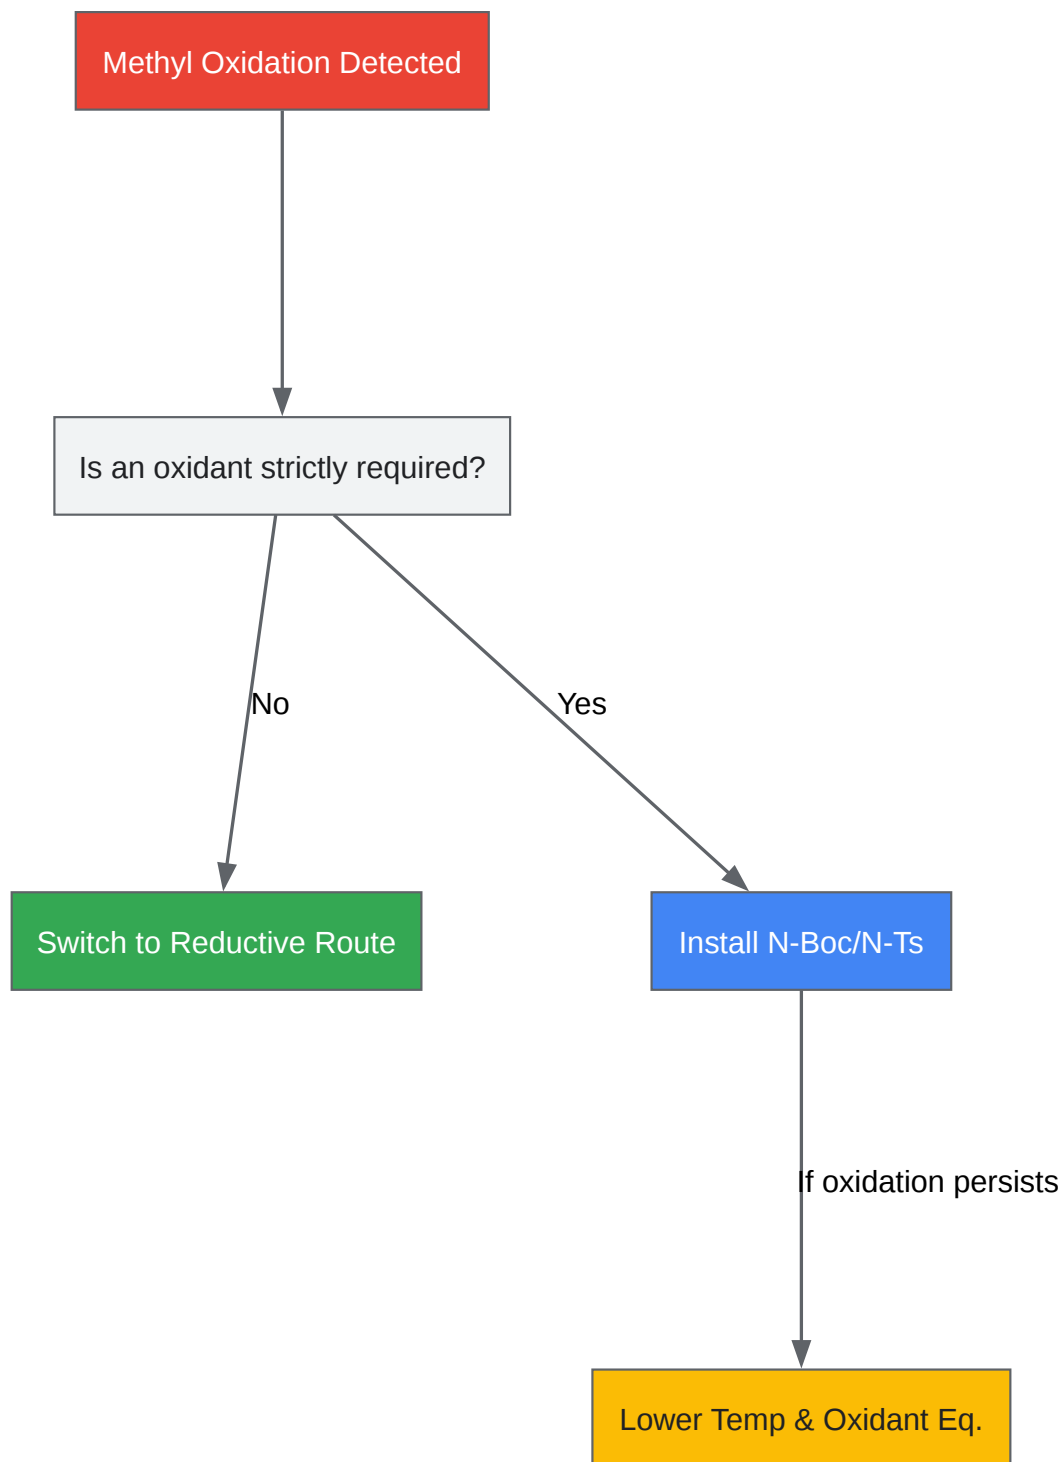 Methyl Oxidation Detected
Is an oxidant strictly required?
No
Yes
Switch to Reductive Route
Install N-Boc/N-Ts
If oxidation persists
Lower Temp & Oxidant Eq.